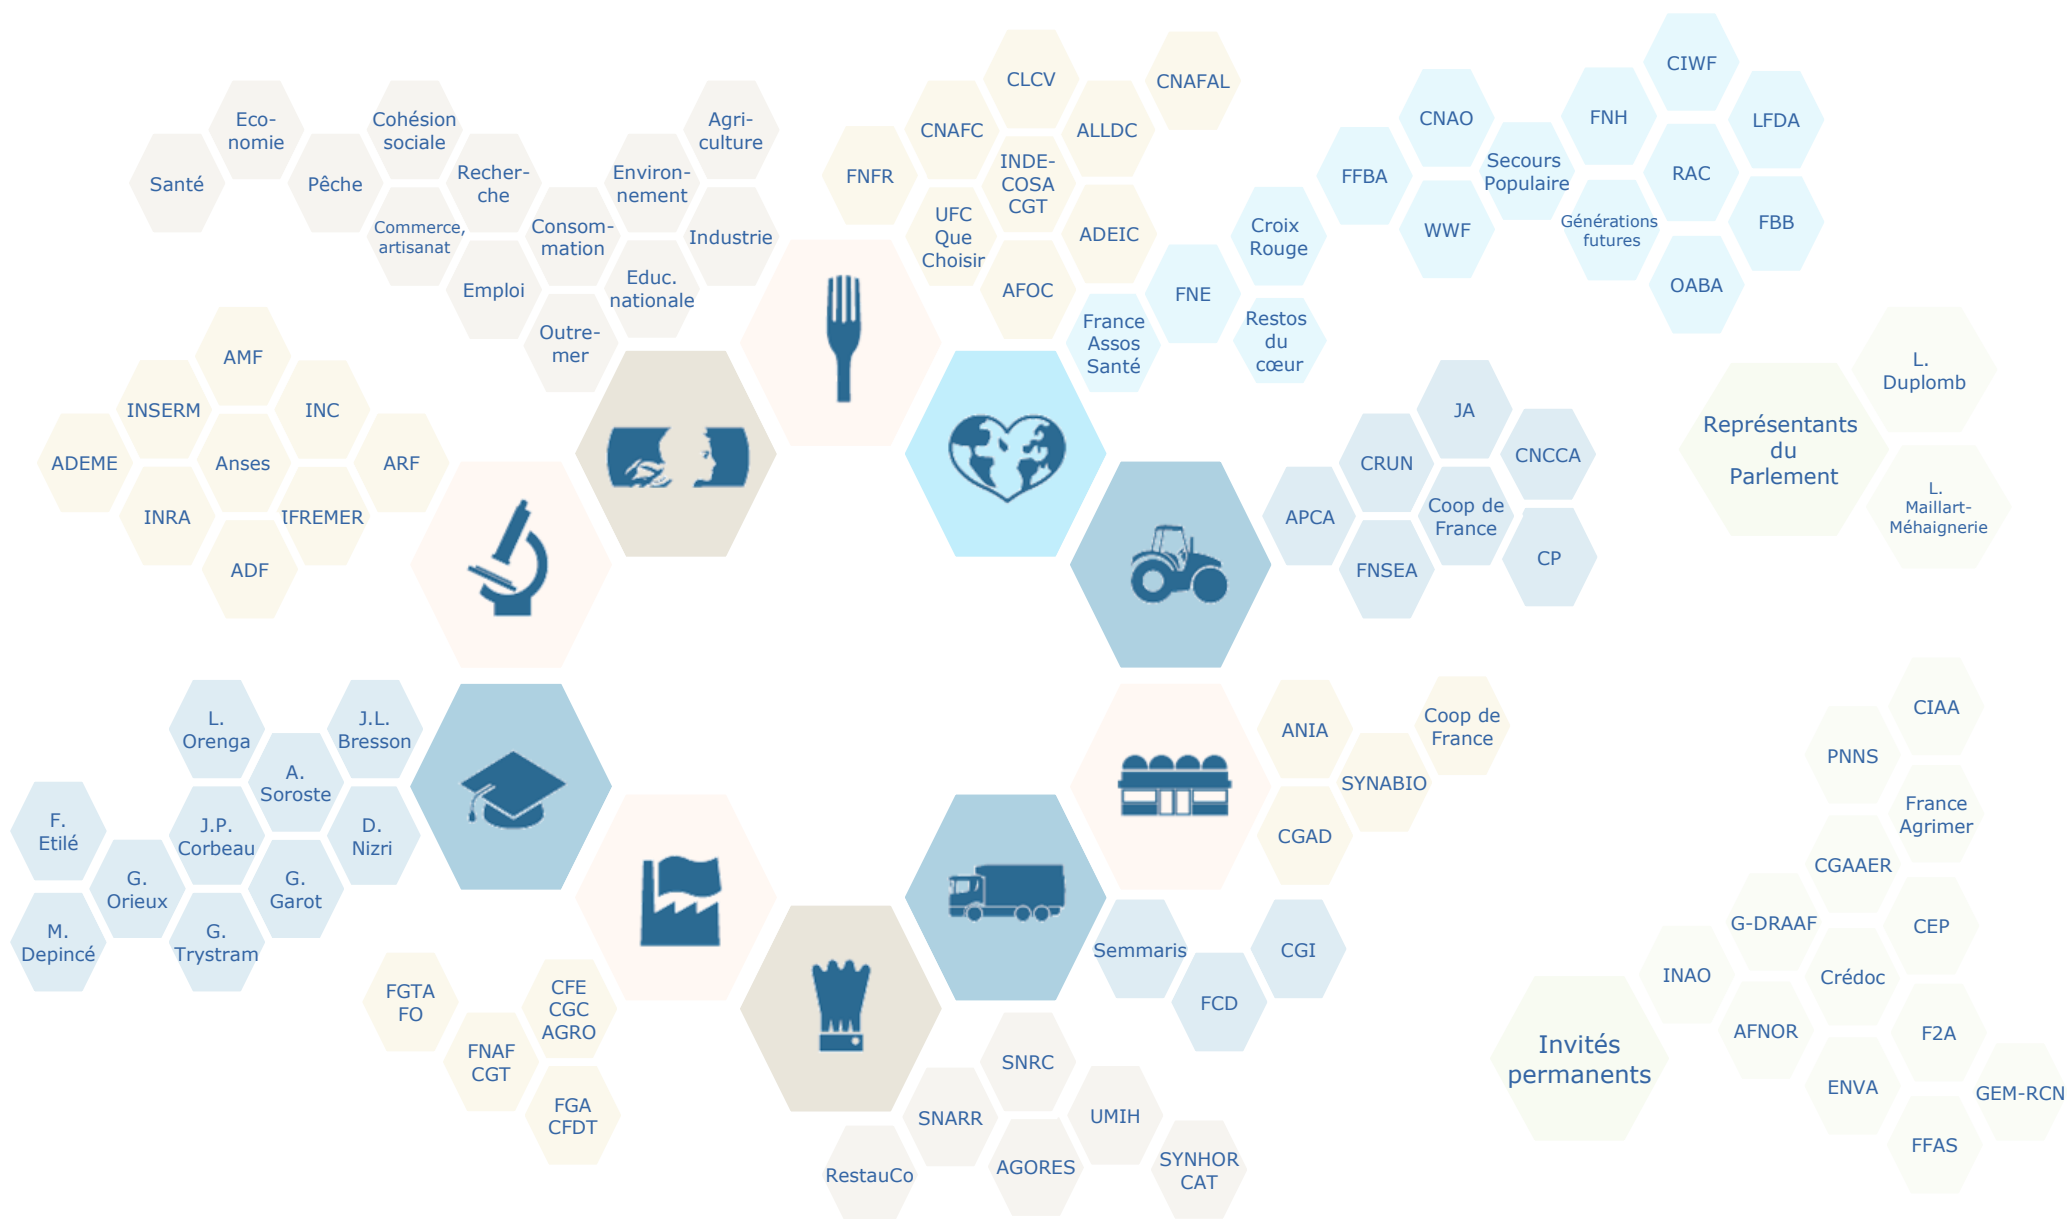 Santé
Eco-
nomie
Pêche
Cohésion
sociale
Commerce,
artisanat
Recher-
che
Emploi
Consom-
mation
Outre-
mer
Environ-
nement
Educ.
nationale
Agri-
culture
Industrie
FNFR
CNAFC
UFC
Que
Choisir
CLCV
INDE-
COSA
CGT
AFOC
ALLDC
ADEIC
CNAFAL
France
Assos
Santé
FNE
Croix
Rouge
Restos
du
cœur
FFBA
CNAO
WWF
Secours
Populaire
FNH
Générations
futures
CIWF
RAC
OABA
LFDA
FBB
AMF
INSERM
INC
ADEME
Anses
ARF
INRA
IFREMER
ADF
JA
CRUN
CNCCA
APCA
Coop de
France
FNSEA
CP
Représentants
du
Parlement
L.
Duplomb
L.
Maillart-
Méhaignerie
L.
Orenga
J.L.
Bresson
A.
Soroste
F.
Etilé
J.P.
Corbeau
D.
Nizri
G.
Orieux
G.
Garot
M.
Depincé
G.
Trystram
FGTA
FO
CFE
CGC
AGRO
FNAF
CGT
FGA
CFDT
SNRC
SNARR
UMIH
RestauCo
AGORES
SYNHOR
CAT
Semmaris
FCD
CGI
ANIA
SYNABIO
Coop de
France
CGAD
Invités
permanents
CIAA
PNNS
France
Agrimer
CGAAER
G-DRAAF
CEP
INAO
Crédoc
AFNOR
F2A
ENVA
GEM-RCN
FFAS